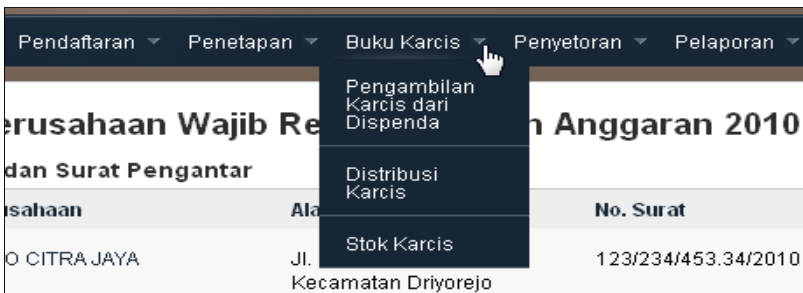 Pendaftaran Penetapan Buku Karcis Penyetoran Pelaporan
Pengambilan
Karcis dari
Dispenda
erusahaan Wajib Re n Anggaran 2010
dan Surat Pengantar
Distribusi
Karcis
isahaan Ala No. Surat
Stok Karcis
O CITRA JAYA Jl. 123/234/453.34/2010
Kecamatan Driyorejo